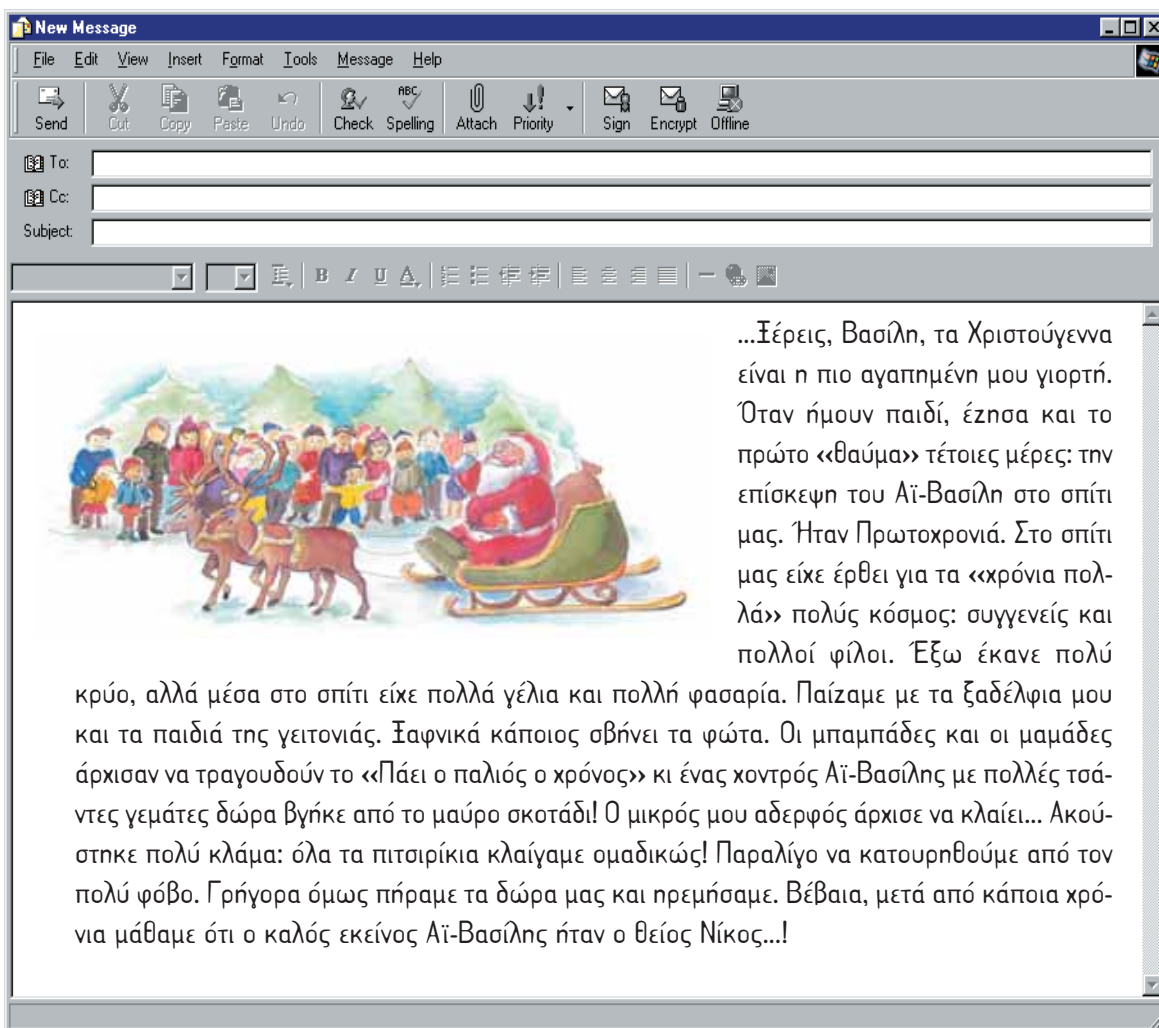 New Message
File Edit View Insert Format Tools Message Help
ABC
Send Cut Copy Paste Undo Check Spelling Attach Priority Sign Encrypt Offline
To:
Cc:
Subject:
B I U A
...Ξέρεις, Βασίλη, τα Χριστούγεννα
είναι η πιο αγαπημένη μου γιορτή.
Όταν ήμουν παιδί, έζησα και το
πρώτο «θαύμα» τέτοιες μέρες: την
επίσκεψη του Αϊ-Βασίλη στο σπίτι
μας. Ήταν Πρωτοχρονιά. Στο σπίτι
μας είχε έρθει για τα «χρόνια πολ-
λά» πολύς κόσμος: συγγενείς και
πολλοί φίλοι. Έξω έκανε πολύ
κρύο, αλλά μέσα στο σπίτι είχε πολλά γέλια και πολλή φασαρία. Παίζαμε με τα ξαδέλφια μου
και τα παιδιά της γειτονιάς. Ξαφνικά κάποιος σβήνει τα φώτα. Οι μπαμπάδες και οι μαμάδες
άρχισαν να τραγουδούν το «Πάει ο παλιός ο χρόνος» κι ένας χοντρός Αϊ-Βασίλης με πολλές τσά-
ντες γεμάτες δώρα βγήκε από το μαύρο σκοτάδι! Ο μικρός μου αδερφός άρχισε να κλαίει... Ακού-
στηκε πολύ κλάμα: όλα τα πιτσιρίκια κλαίγαμε ομαδικώς! Παραλίγο να κατουρηθούμε από τον
πολύ φόβο. Γρήγορα όμως πήραμε τα δώρα μας και ηρεμήσαμε. Βέβαια, μετά από κάποια χρό-
νια μάθαμε ότι ο καλός εκείνος Αϊ-Βασίλης ήταν ο θείος Νίκος...!